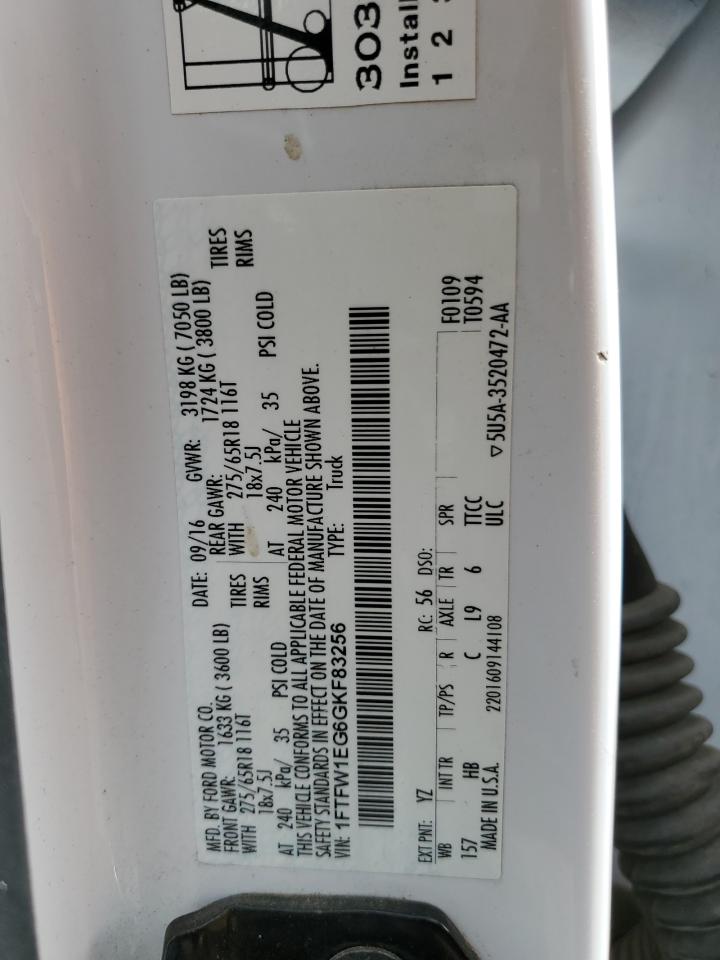 303
Install
1 2 3
MFD. BY FORD MOTOR CO.
DATE: 09/16 GVWR: 3198 KG ( 7050 LB)
FRONT GAWR: 1633 KG ( 3600 LB)
REAR GAWR: 1724 KG ( 3800 LB)
WITH 275/65R18 116T TIRES
WITH 275/65R18 116T TIRES
18x7.5J RIMS
18x7.5J RIMS
AT 240 kPa/ 35 PSI COLD
AT 240 kPa/ 35 PSI COLD
THIS VEHICLE CONFORMS TO ALL APPLICABLE FEDERAL MOTOR VEHICLE
SAFETY STANDARDS IN EFFECT ON THE DATE OF MANUFACTURE SHOWN ABOVE.
VIN: 1FTFW1EG6GKF83256 TYPE: Truck
EXT PNT: YZ RC: 56 DSO:
WB INT TR TP/PS R AXLE TR SPR F0109
157 HB C L9 6 TTCC T0594
MADE IN U.S.A. 2201609144108 ULC
▽5U5A-3520472-AA